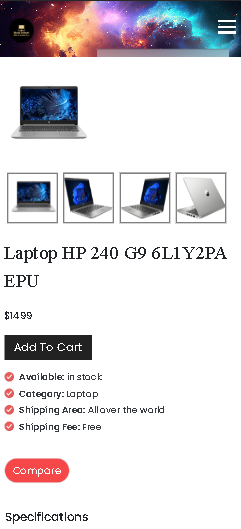 Laptop HP 240 G9 6L1Y2PA
EPU
$1499
Add To Cart
Available: in stock
Category: Laptop
Shipping Area: All over the world
Shipping Fee: Free
Compare
Specifications